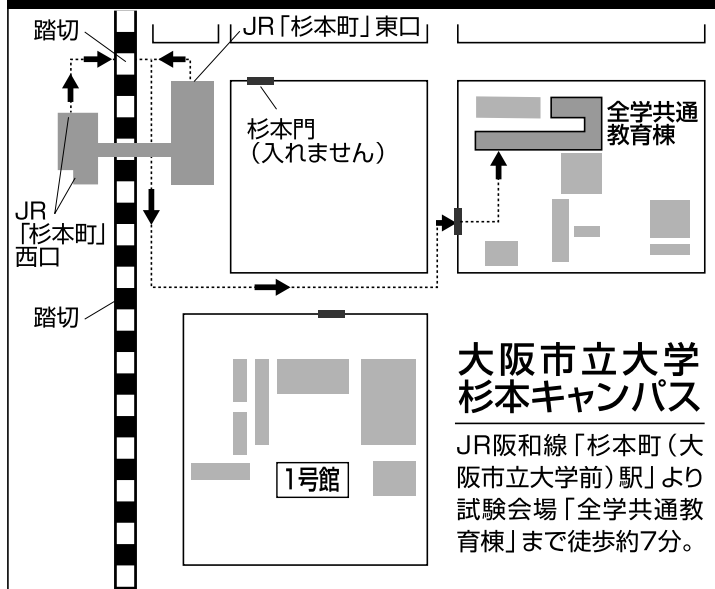 踏切
JR「杉本町」東口
杉本門
（入れません）
全学共通
教育棟
JR
「杉本町」
西口
踏切
1号館
大阪市立大学
杉本キャンパス
JR阪和線「杉本町（大
阪市立大学前）駅」より
試験会場「全学共通教
育棟」まで徒歩約7分。